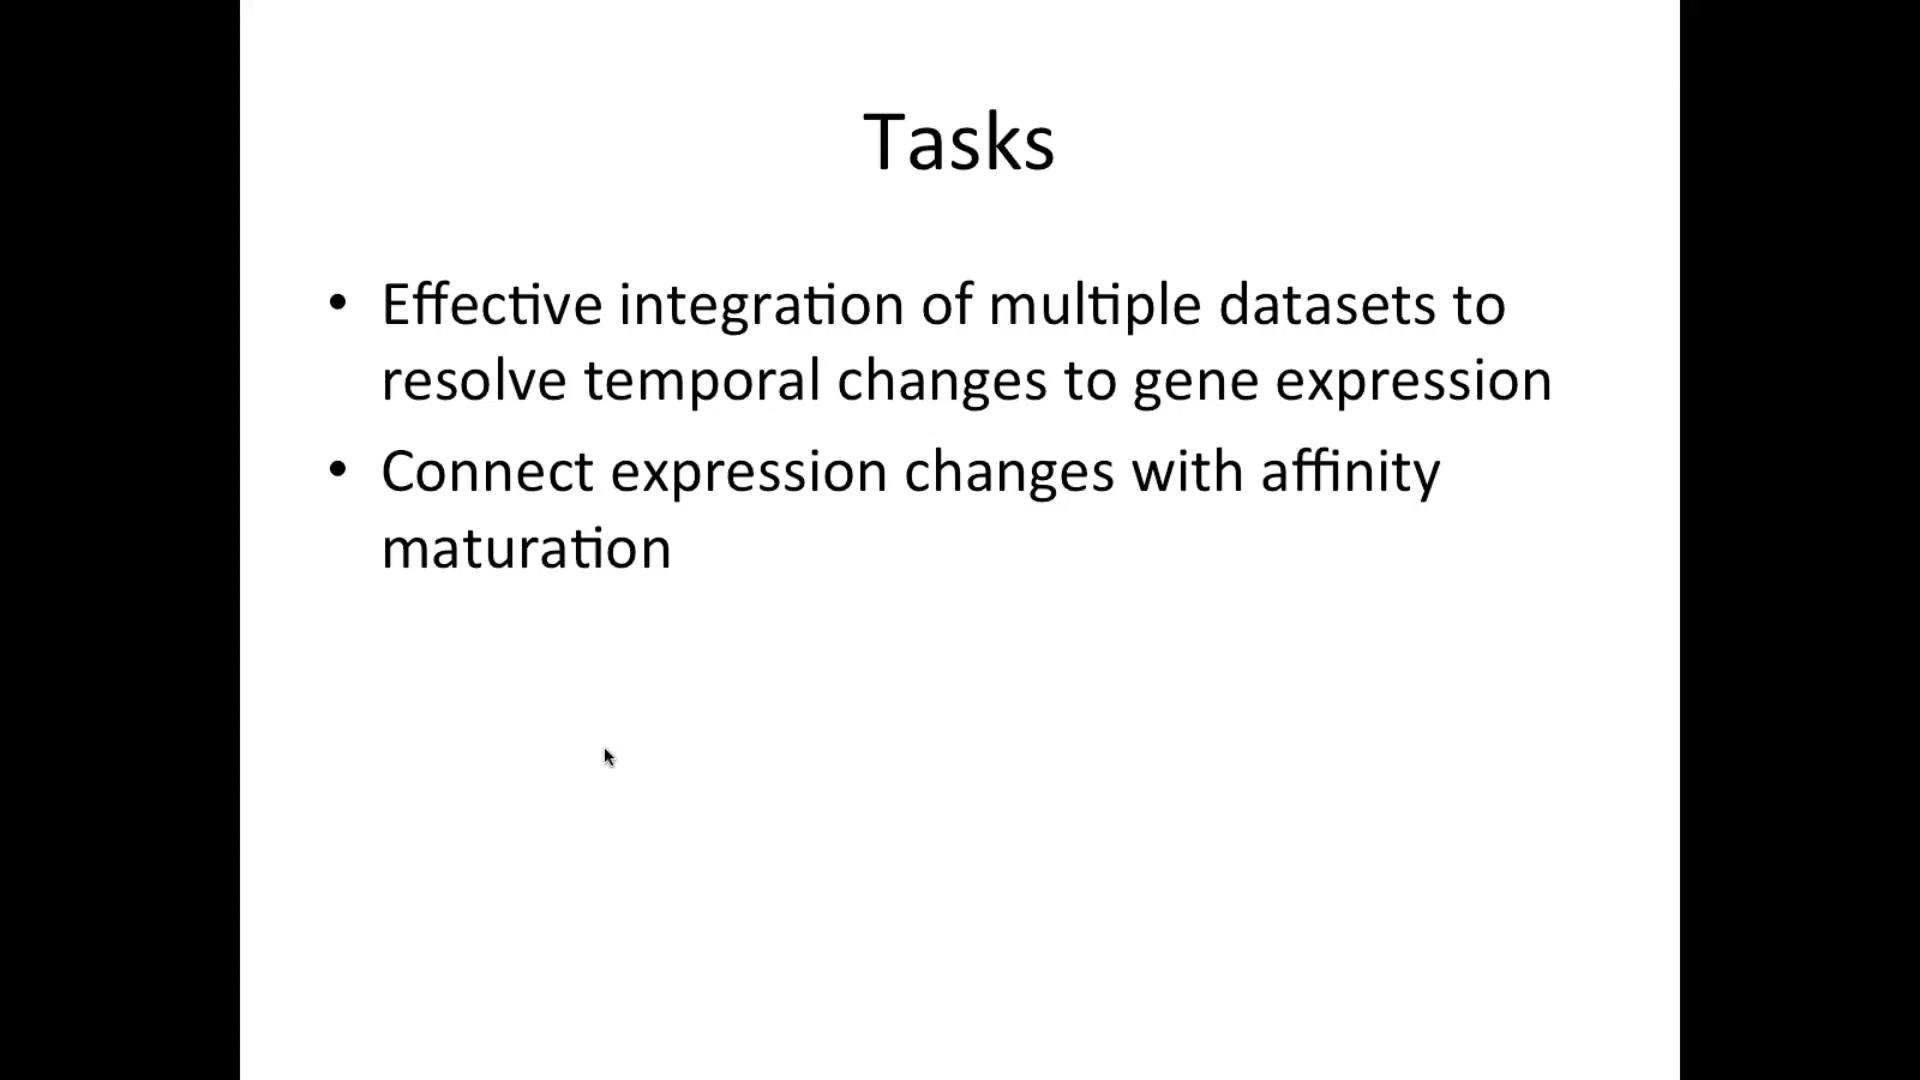 Tasks
• Effective integration of multiple datasets to
resolve temporal changes to gene expression
• Connect expression changes with affinity
maturation